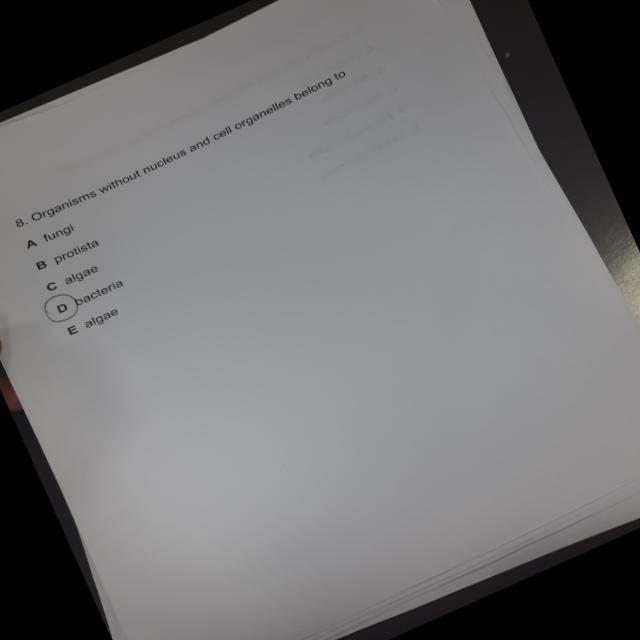 8. Organisms without nucleus and cell organelles belong to
A fungi
B protista
C algae
D bacteria
E algae